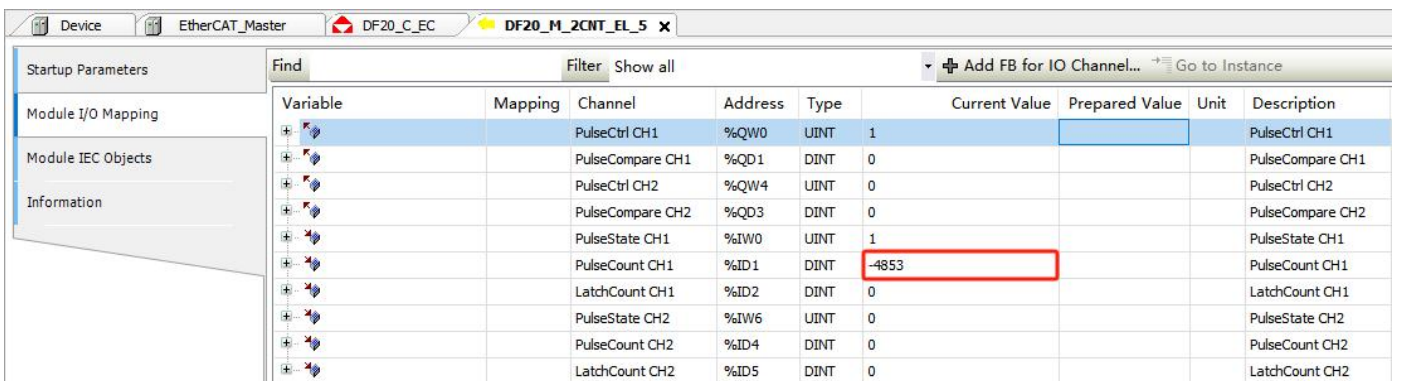 Device EtherCAT_Master DF20_C_EC DF20_M_2CNT_EL_5 x
Startup Parameters
Module I/O Mapping
Module IEC Objects
Information
Find Filter Show all Add FB for IO Channel... Go to Instance
Variable Mapping Channel Address Type Current Value Prepared Value Unit Description
PulseCtrl CH1 %QW0 UINT 1 PulseCtrl CH1
PulseCompare CH1 %QD1 DINT 0 PulseCompare CH1
PulseCtrl CH2 %QW4 UINT 0 PulseCtrl CH2
PulseCompare CH2 %QD3 DINT 0 PulseCompare CH2
PulseState CH1 %IW0 UINT 1 PulseState CH1
PulseCount CH1 %ID1 DINT -4853 PulseCount CH1
LatchCount CH1 %ID2 DINT 0 LatchCount CH1
PulseState CH2 %IW6 UINT 0 PulseState CH2
PulseCount CH2 %ID4 DINT 0 PulseCount CH2
LatchCount CH2 %ID5 DINT 0 LatchCount CH2